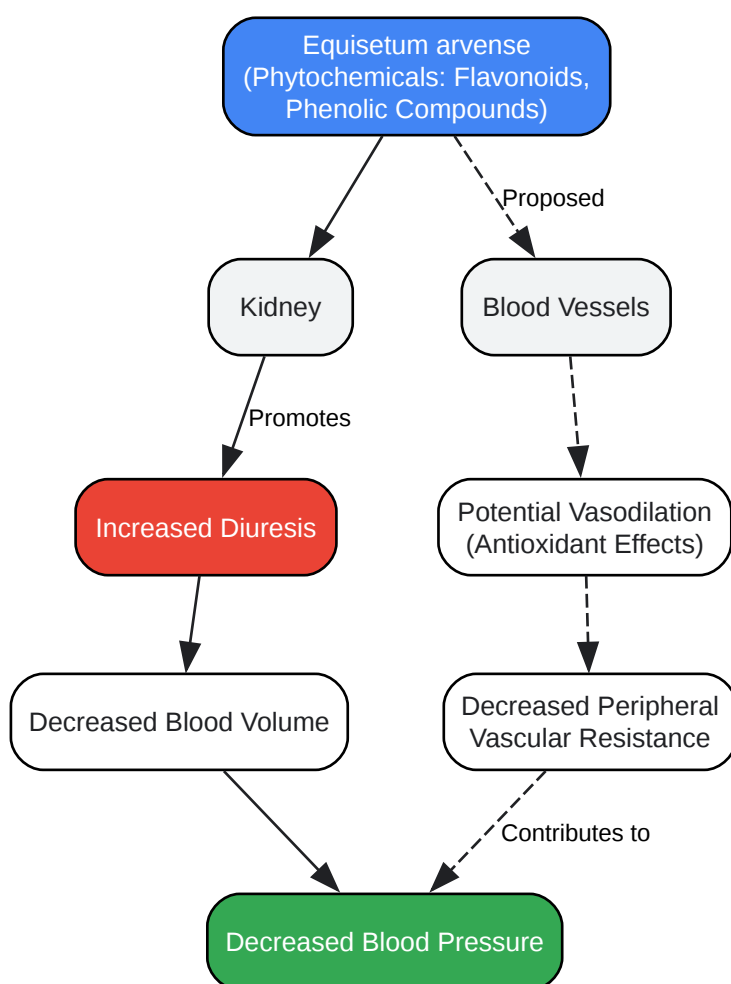 Equisetum arvense
(Phytochemicals: Flavonoids,
Phenolic Compounds)
Proposed
Kidney
Blood Vessels
Promotes
Increased Diuresis
Potential Vasodilation
(Antioxidant Effects)
Decreased Blood Volume
Decreased Peripheral
Vascular Resistance
Contributes to
Decreased Blood Pressure